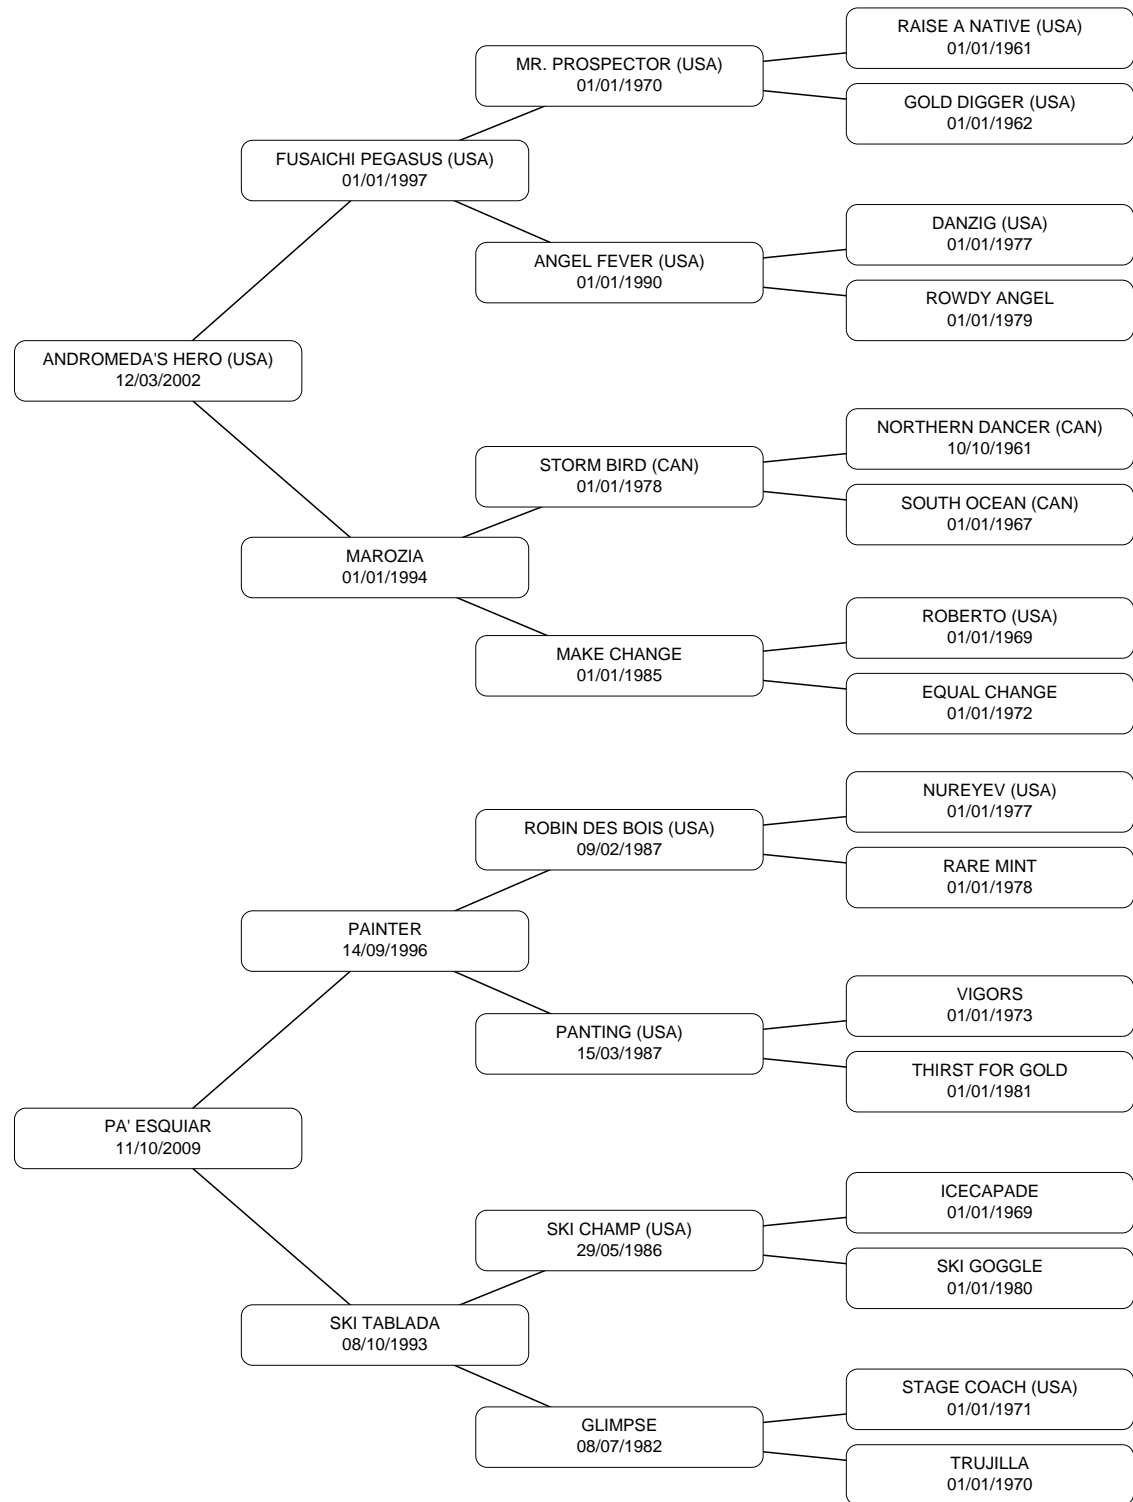 RAISE A NATIVE (USA)
01/01/1961
MR. PROSPECTOR (USA)
01/01/1970
GOLD DIGGER (USA)
01/01/1962
FUSAICHI PEGASUS (USA)
01/01/1997
DANZIG (USA)
01/01/1977
ANGEL FEVER (USA)
01/01/1990
ROWDY ANGEL
01/01/1979
ANDROMEDA'S HERO (USA)
12/03/2002
NORTHERN DANCER (CAN)
10/10/1961
STORM BIRD (CAN)
01/01/1978
SOUTH OCEAN (CAN)
01/01/1967
MAROZIA
01/01/1994
ROBERTO (USA)
01/01/1969
MAKE CHANGE
01/01/1985
EQUAL CHANGE
01/01/1972
NUREYEV (USA)
01/01/1977
ROBIN DES BOIS (USA)
09/02/1987
RARE MINT
01/01/1978
PAINTER
14/09/1996
VIGORS
01/01/1973
PANTING (USA)
15/03/1987
THIRST FOR GOLD
01/01/1981
PA' ESQUIAR
11/10/2009
ICECAPADE
01/01/1969
SKI CHAMP (USA)
29/05/1986
SKI GOGGLE
01/01/1980
SKI TABLADA
08/10/1993
STAGE COACH (USA)
01/01/1971
GLIMPSE
08/07/1982
TRUJILLA
01/01/1970